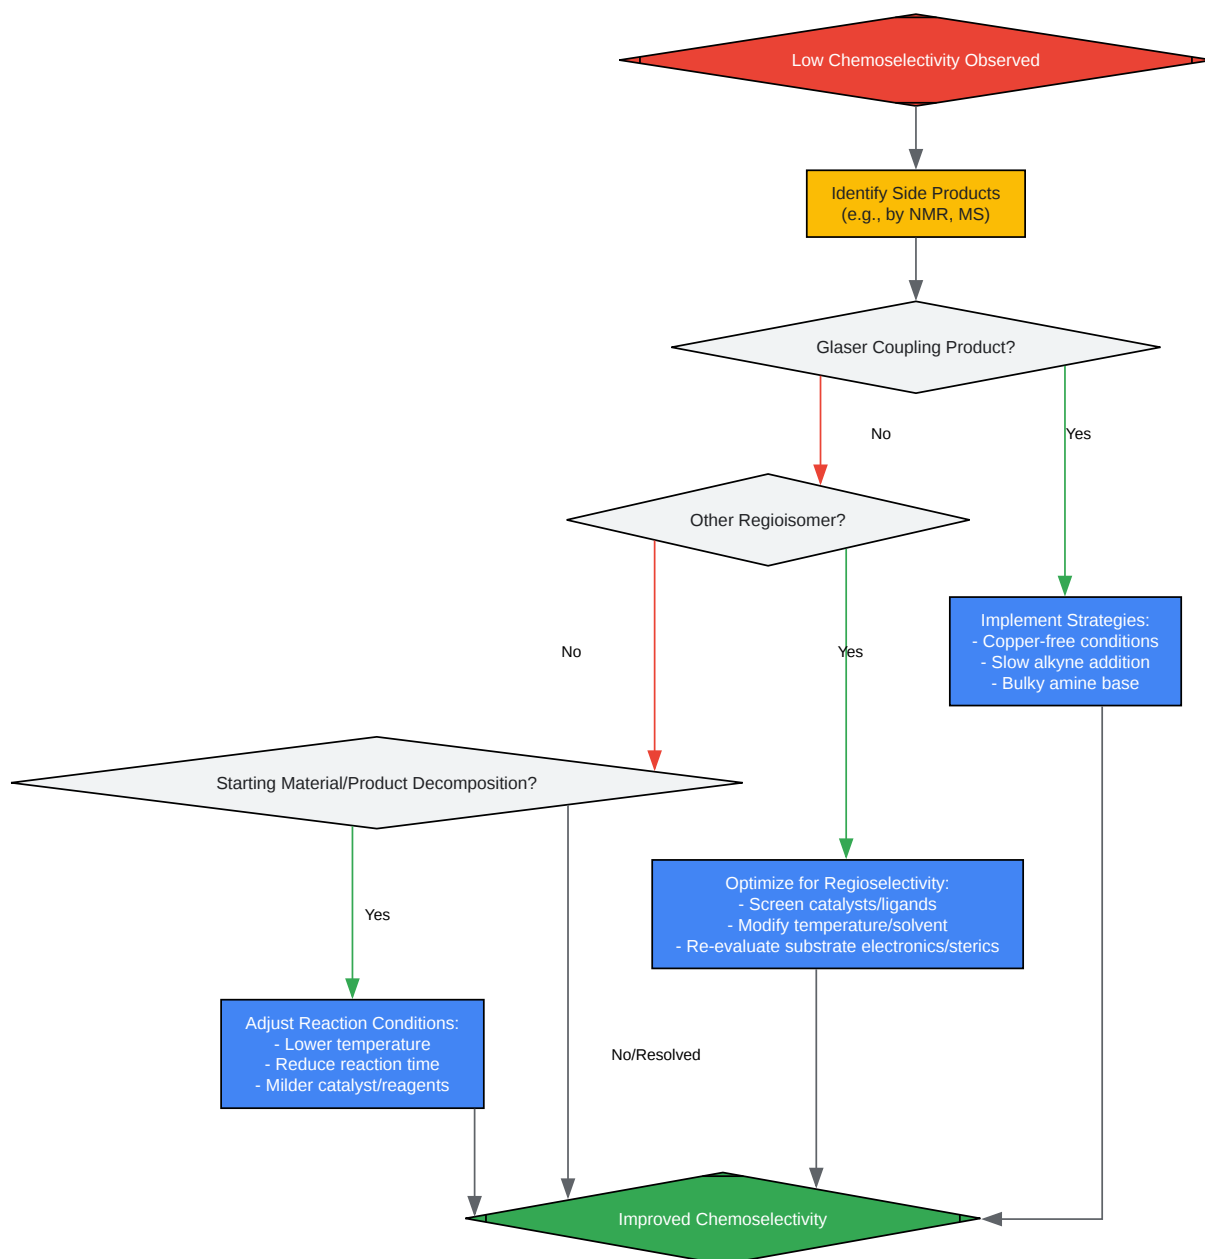 Low Chemoselectivity Observed
Identify Side Products
(e.g., by NMR, MS)
Glaser Coupling Product?
No
Yes
Other Regioisomer?
Implement Strategies:
- Copper-free conditions
- Slow alkyne addition
- Bulky amine base
No
Yes
Starting Material/Product Decomposition?
Optimize for Regioselectivity:
- Screen catalysts/ligands
- Modify temperature/solvent
- Re-evaluate substrate electronics/sterics
Yes
Adjust Reaction Conditions:
- Lower temperature
- Reduce reaction time
- Milder catalyst/reagents
No/Resolved
Improved Chemoselectivity